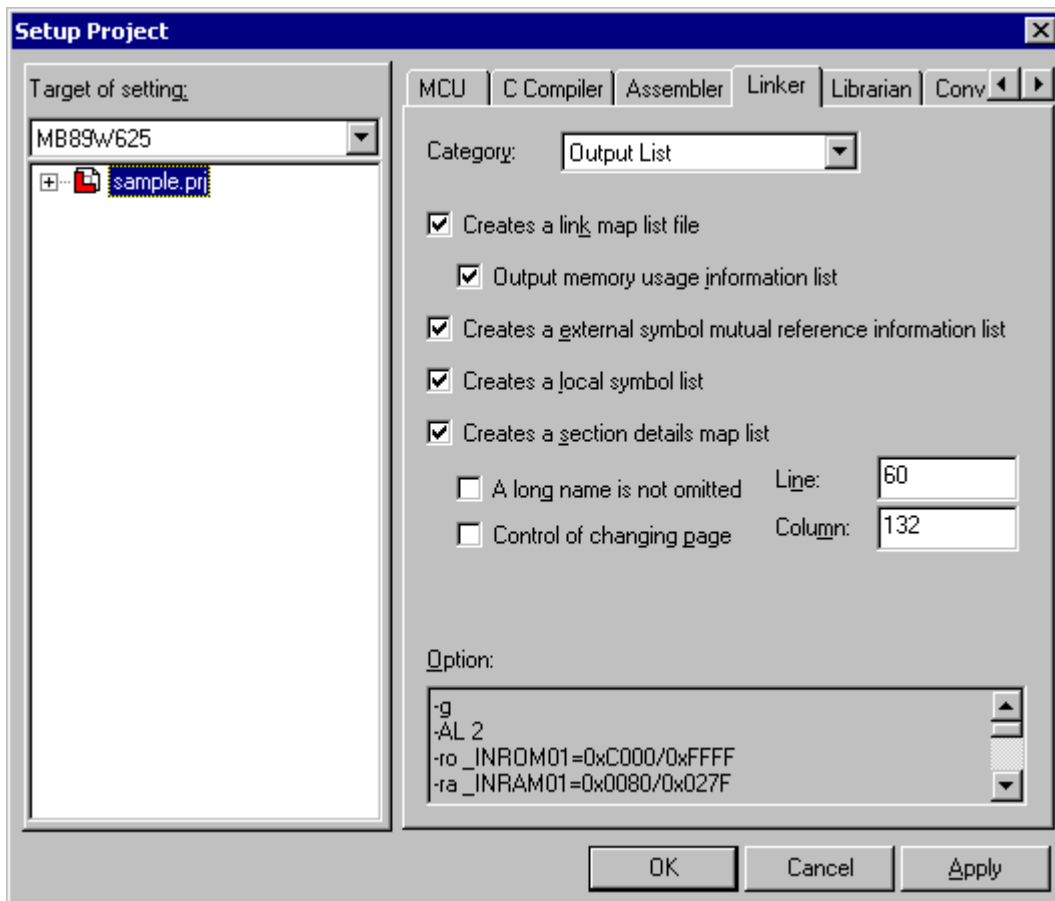 Setup Project
Target of setting:
MB89W625
sample.prj
MCU
C Compiler
Assembler
Linker
Librarian
Conv
Category:
Output List
Creates a link map list file
Output memory usage information list
Creates a external symbol mutual reference information list
Creates a local symbol list
Creates a section details map list
A long name is not omitted
Line:
60
Control of changing page
Column:
132
Option:
-g
-AL 2
-ro _INROM01=0xC000/0xFFFF
-ra _INRAM01=0x0080/0x027F
OK
Cancel
Apply